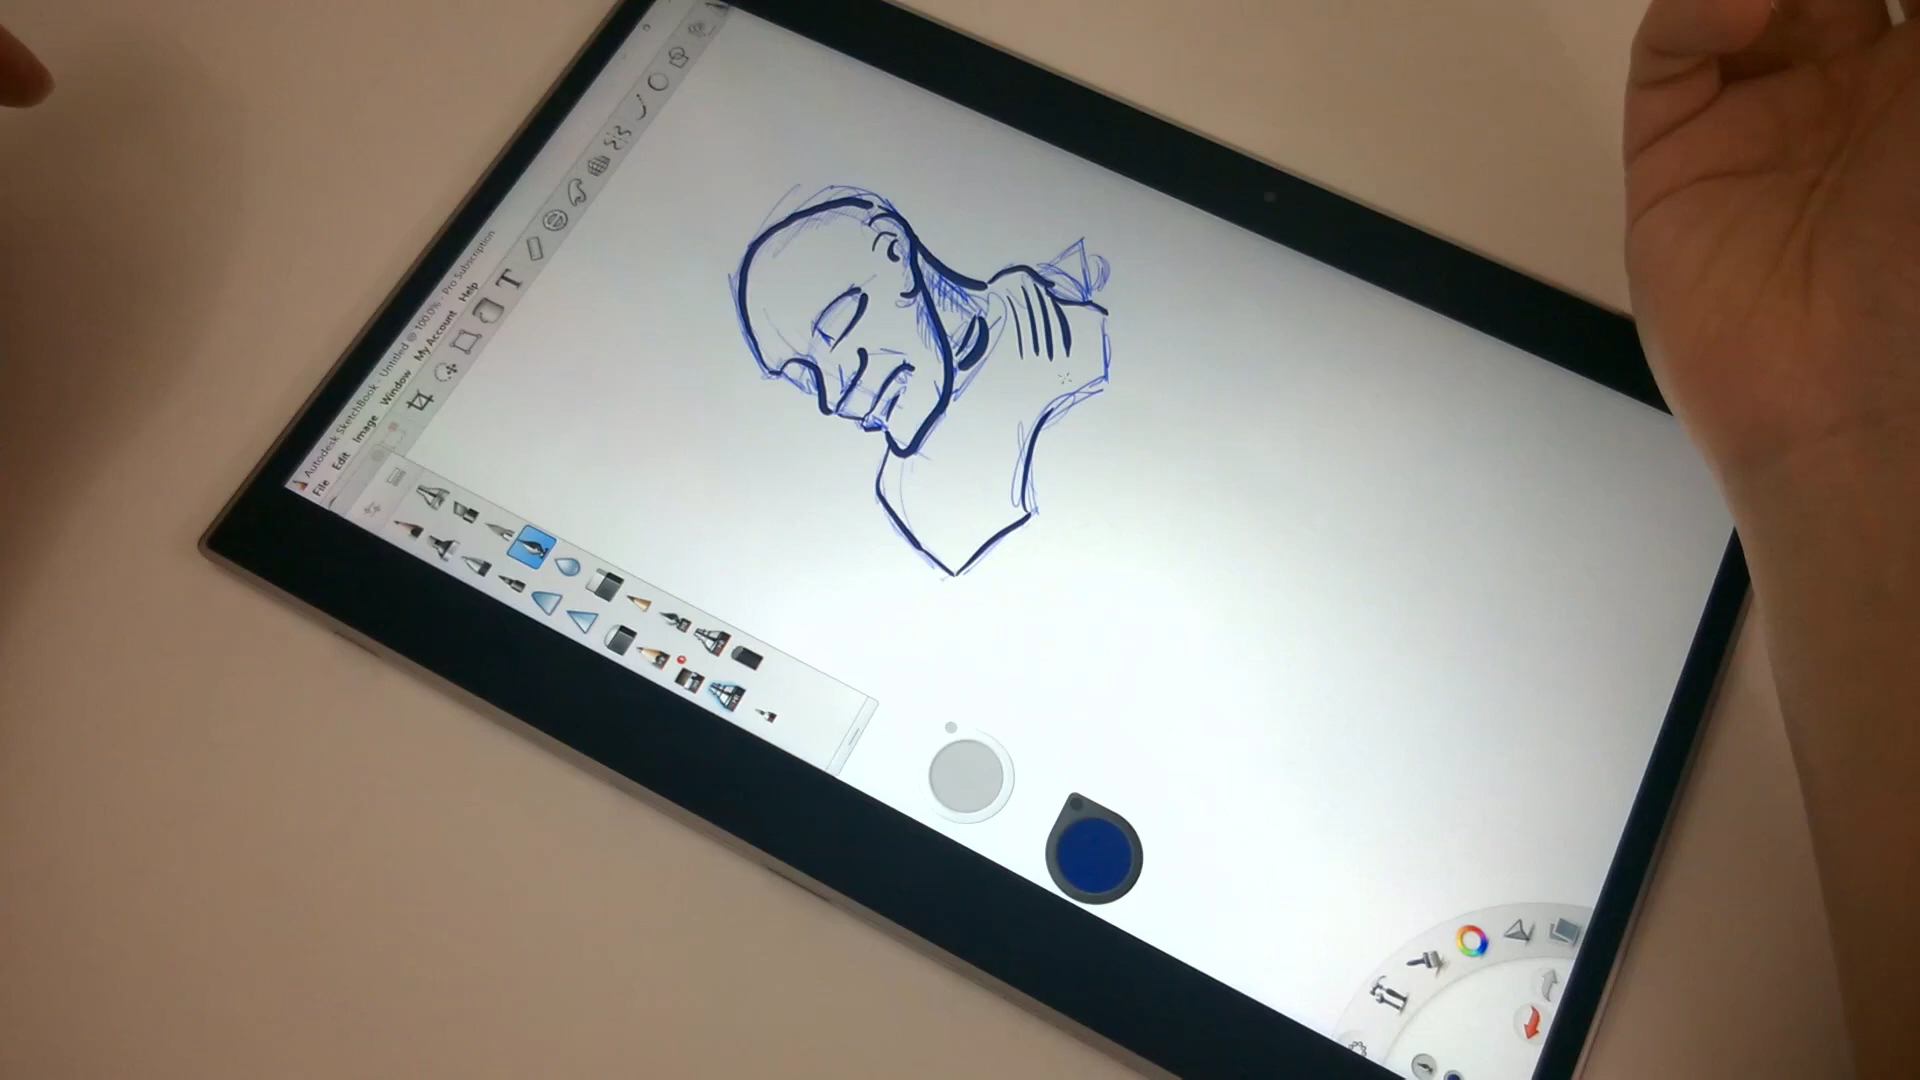 Autodesk SketchBook - Untitled @ 100.0% - Pro Subscription
File Edit Image Window My Account Help
T